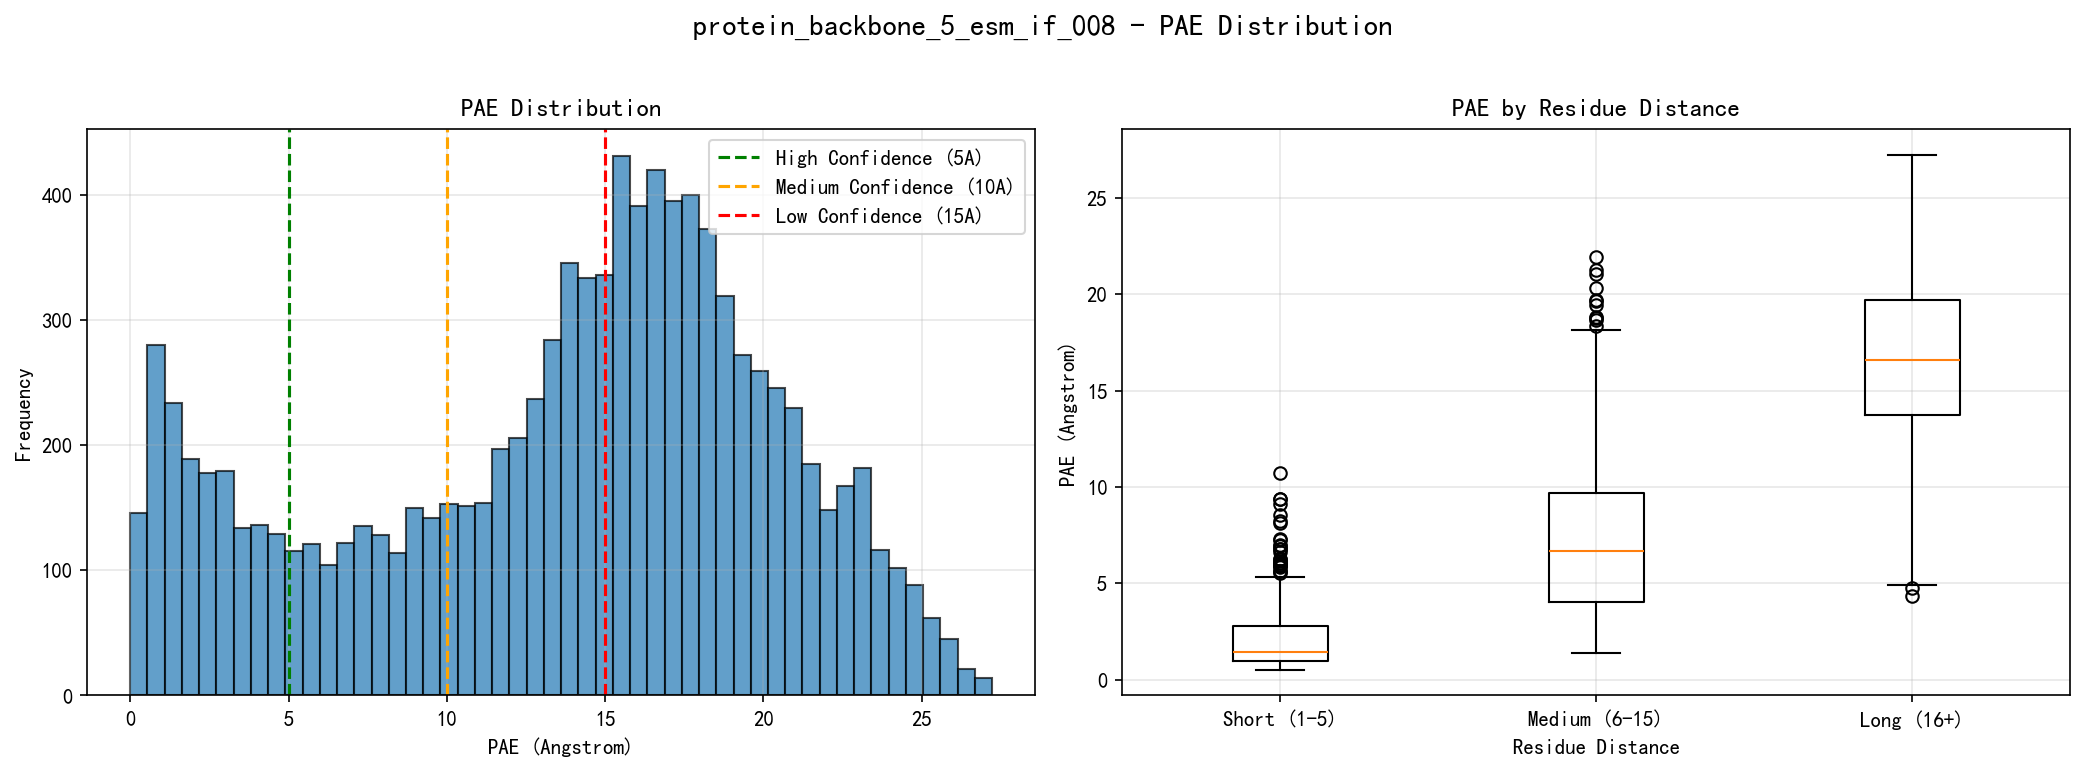 protein_backbone_5_esm_if_008 - PAE Distribution
PAE Distribution
High Confidence (5A)
Medium Confidence (10A)
Low Confidence (15A)
Frequency
400
300
200
100
0
0 5 10 15 20 25
PAE (Angstrom)
PAE by Residue Distance
PAE (Angstrom)
25
20
15
10
5
0
Short (1-5) Medium (6-15) Long (16+)
Residue Distance